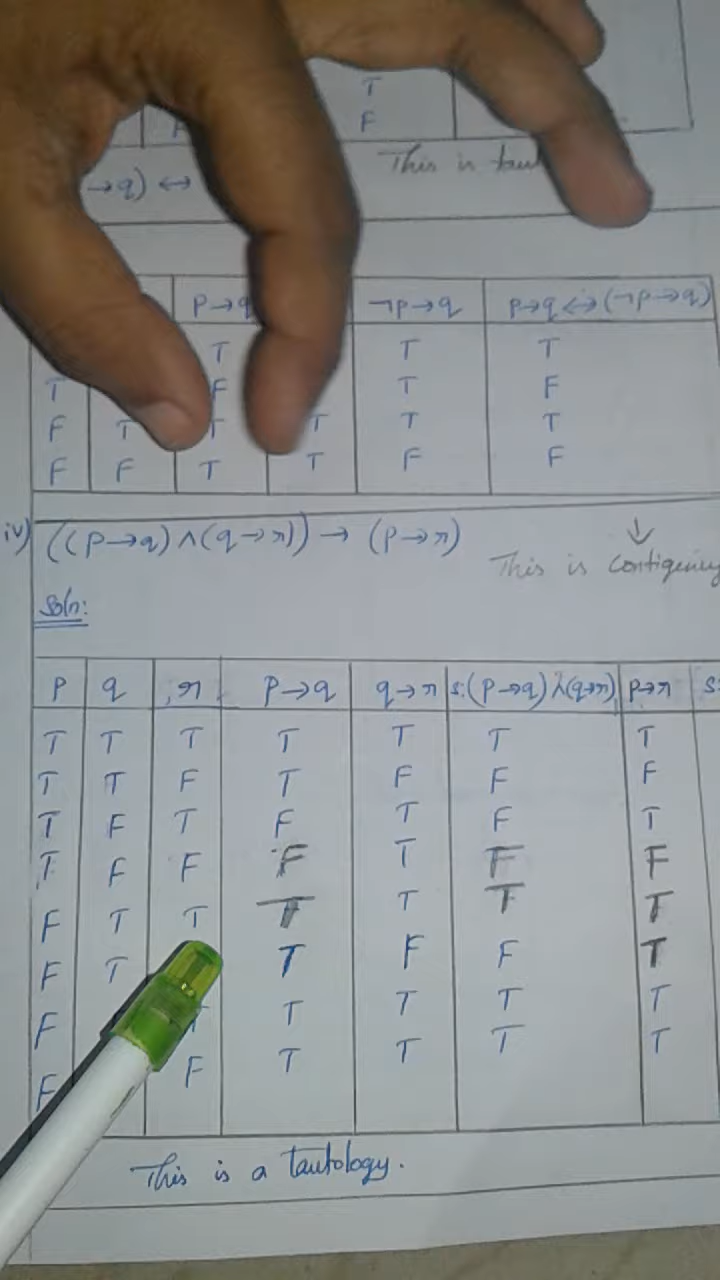 T
F
→q) ↔
This is
p→q ¬p→q p→q ↔ (¬p→q)
T T T
T F T F
F T T T T T
F F T T F F
iv) ((p→q) ∧ (q→r)) → (p→r)
This is contigency
Soln:
p q r p→q q→r s:(p→q)∧(q→r) p→r s
T T T T T T T
T T F T F F F
T F T F T F T
T F F F T F F
F T T T T T T
F T T F F T
F T T T T
F F T T T T
This is a tautology.